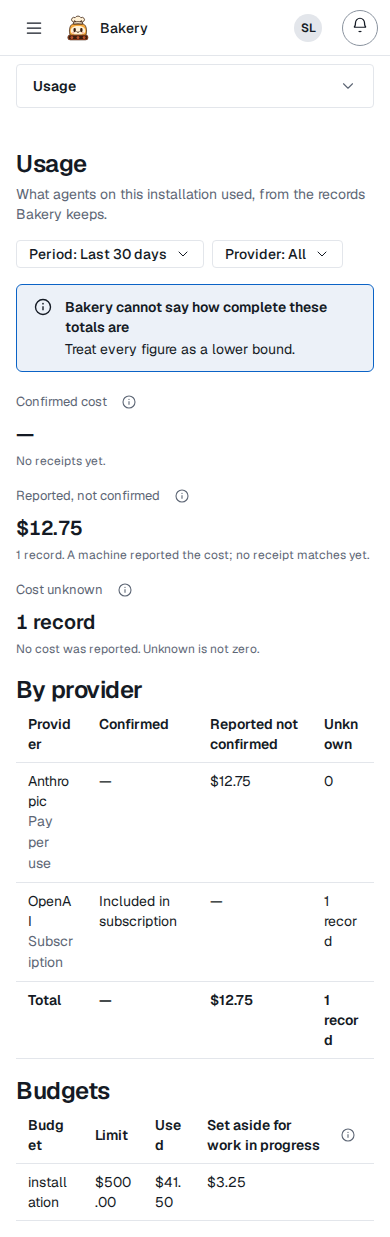 Bakery
SL
Usage
Usage
What agents on this installation used, from the records
Bakery keeps.
Period: Last 30 days
Provider: All
Bakery cannot say how complete these
totals are
Treat every figure as a lower bound.
Confirmed cost
—
No receipts yet.
Reported, not confirmed
$12.75
1 record. A machine reported the cost; no receipt matches yet.
Cost unknown
1 record
No cost was reported. Unknown is not zero.
By provider
Provid
er
Confirmed
Reported not
confirmed
Unkn
own
Anthro
pic
Pay
per
use
—
$12.75
0
OpenA
I
Subscr
iption
Included in
subscription
—
1
recor
d
Total
—
$12.75
1
recor
d
Budgets
Budg
et
Limit
Use
d
Set aside for
work in progress
install
ation
$500
.00
$41.
50
$3.25